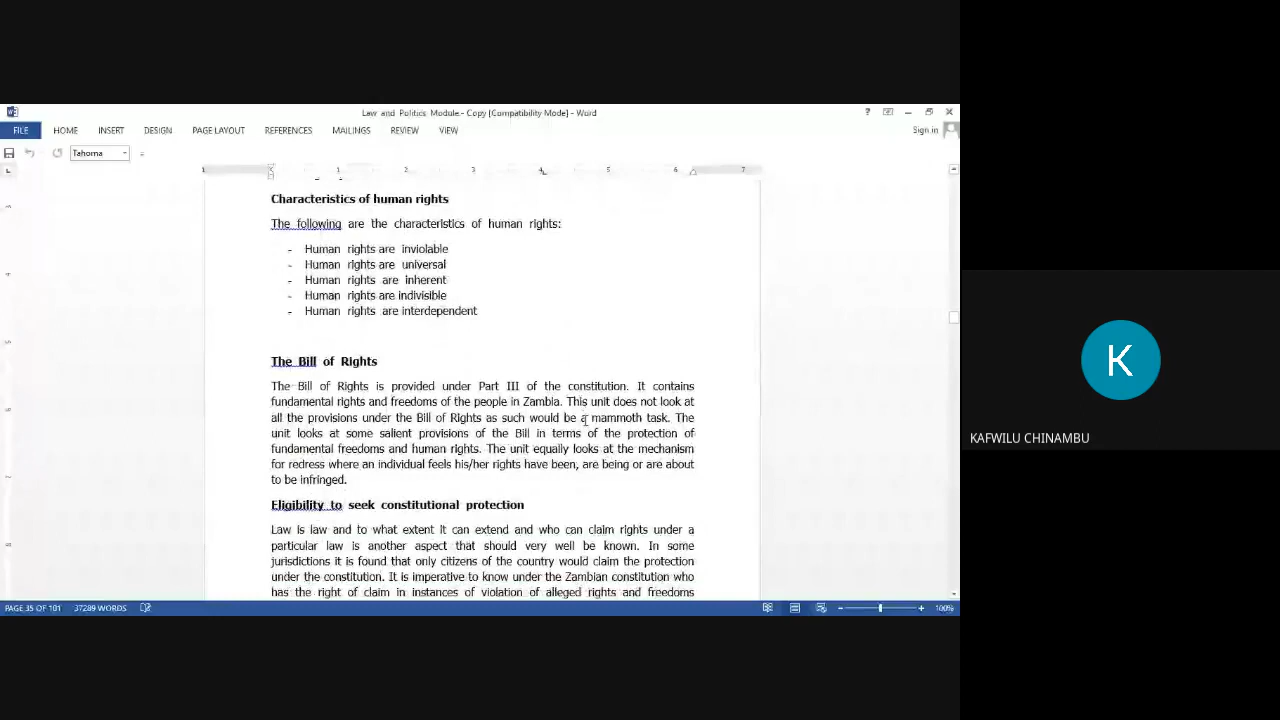 Law and Politics Module.- Copy [Compatibility Mode] - Word
?
FILE HOME INSERT DESIGN PAGE LAYOUT REFERENCES MAILINGS REVIEW VIEW
Sign in
Tahoma
1 1 2 3 4 5 6 7
Characteristics of human rights
The following are the characteristics of human rights:
- Human rights are inviolable
- Human rights are universal
- Human rights are inherent
- Human rights are indivisible
- Human rights are interdependent
The Bill of Rights
The Bill of Rights is provided under Part III of the constitution. It contains
fundamental rights and freedoms of the people in Zambia. This unit does not look at
all the provisions under the Bill of Rights as such would be a mammoth task. The
unit looks at some salient provisions of the Bill in terms of the protection of
fundamental freedoms and human rights. The unit equally looks at the mechanism
for redress where an individual feels his/her rights have been, are being or are about
to be infringed.
Eligibility to seek constitutional protection
Law is law and to what extent it can extend and who can claim rights under a
particular law is another aspect that should very well be known. In some
jurisdictions it is found that only citizens of the country would claim the protection
under the constitution. It is imperative to know under the Zambian constitution who
has the right of claim in instances of violation of alleged rights and freedoms
PAGE 35 OF 101 37289 WORDS
100%
K
KAFWILU CHINAMBU